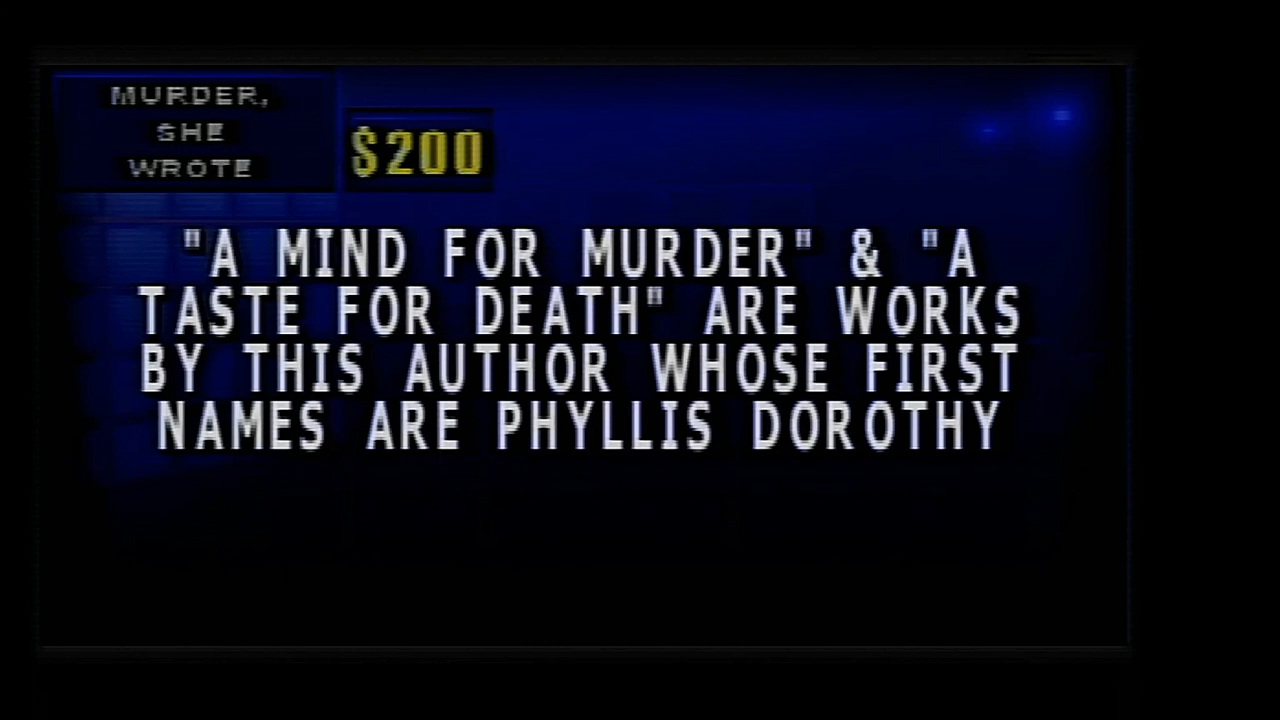 MURDER,
SHE
WROTE
$200
"A MIND FOR MURDER" & "A
TASTE FOR DEATH" ARE WORKS
BY THIS AUTHOR WHOSE FIRST
NAMES ARE PHYLLIS DOROTHY